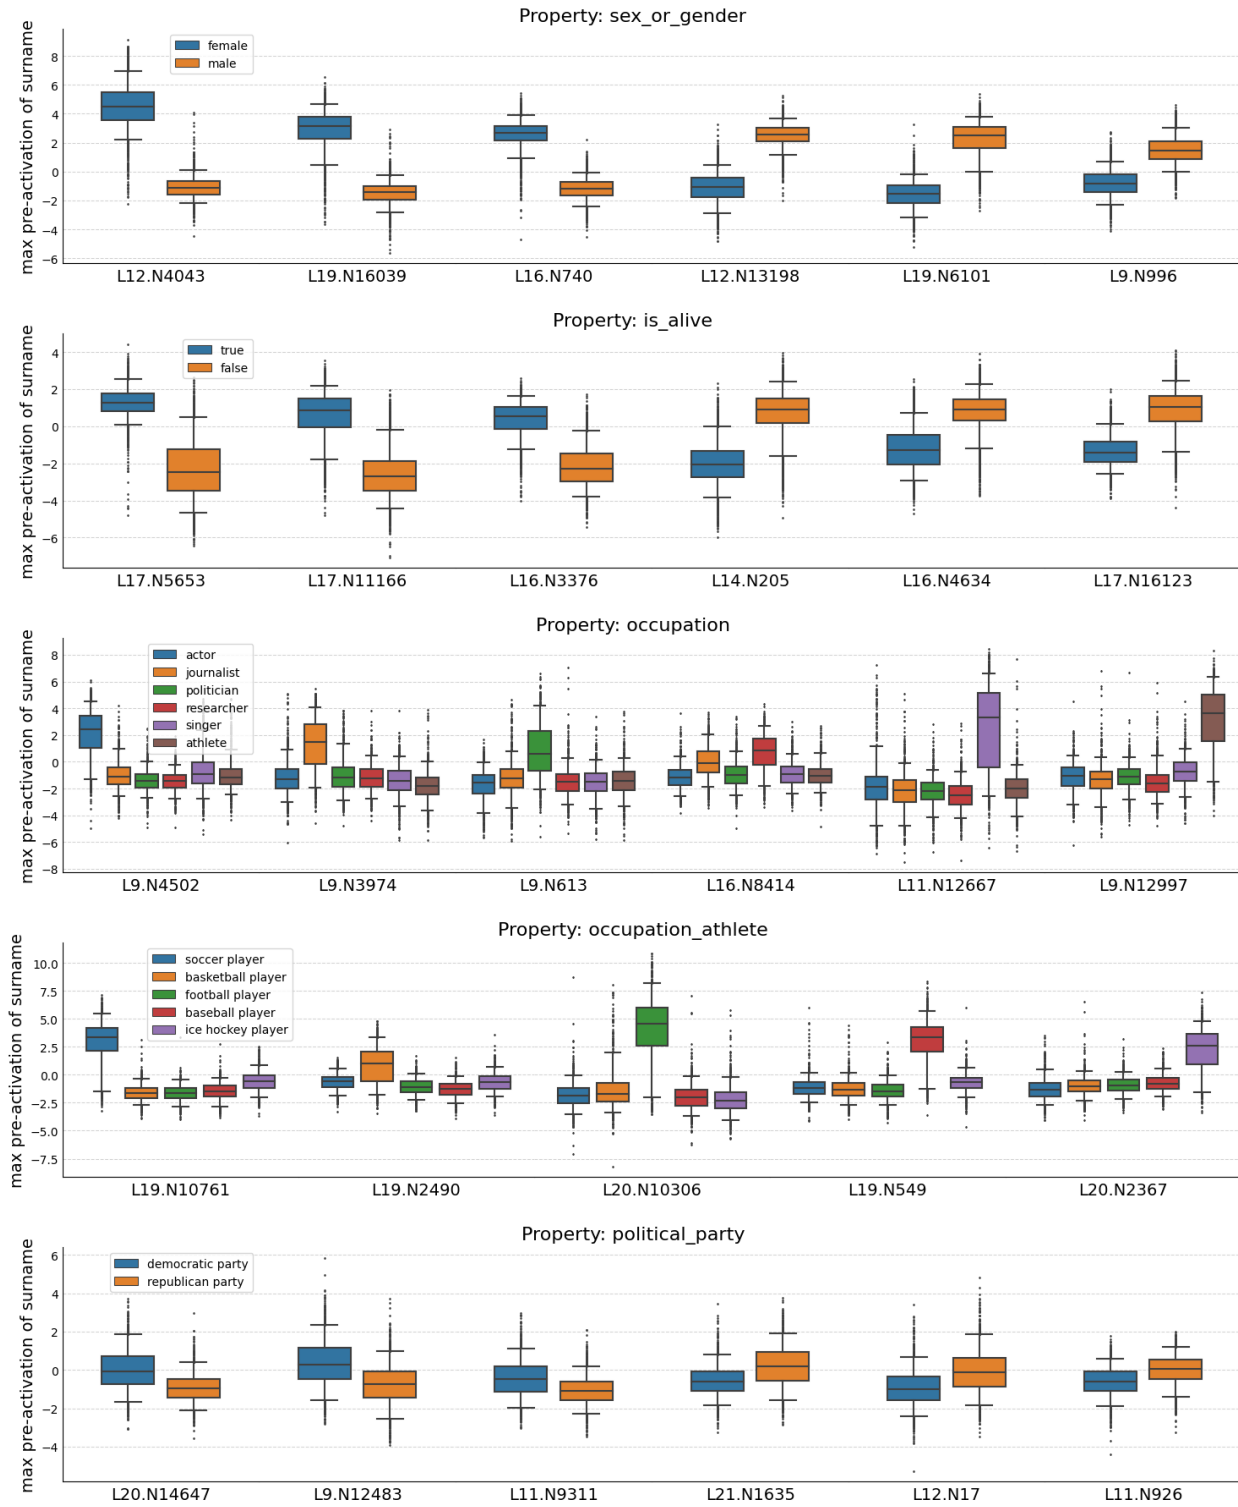 Property: sex_or_gender
max pre-activation of surname
8
6
4
2
0
−2
−4
−6
female
male
L12.N4043 L19.N16039 L16.N740 L12.N13198 L19.N6101 L9.N996
Property: is_alive
max pre-activation of surname
4
2
0
−2
−4
−6
true
false
L17.N5653 L17.N11166 L16.N3376 L14.N205 L16.N4634 L17.N16123
Property: occupation
max pre-activation of surname
8
6
4
2
0
−2
−4
−6
−8
actor
journalist
politician
researcher
singer
athlete
L9.N4502 L9.N3974 L9.N613 L16.N8414 L11.N12667 L9.N12997
Property: occupation_athlete
max pre-activation of surname
10.0
7.5
5.0
2.5
0.0
−2.5
−5.0
−7.5
soccer player
basketball player
football player
baseball player
ice hockey player
L19.N10761 L19.N2490 L20.N10306 L19.N549 L20.N2367
Property: political_party
max pre-activation of surname
6
4
2
0
−2
−4
democratic party
republican party
L20.N14647 L9.N12483 L11.N9311 L21.N1635 L12.N17 L11.N926